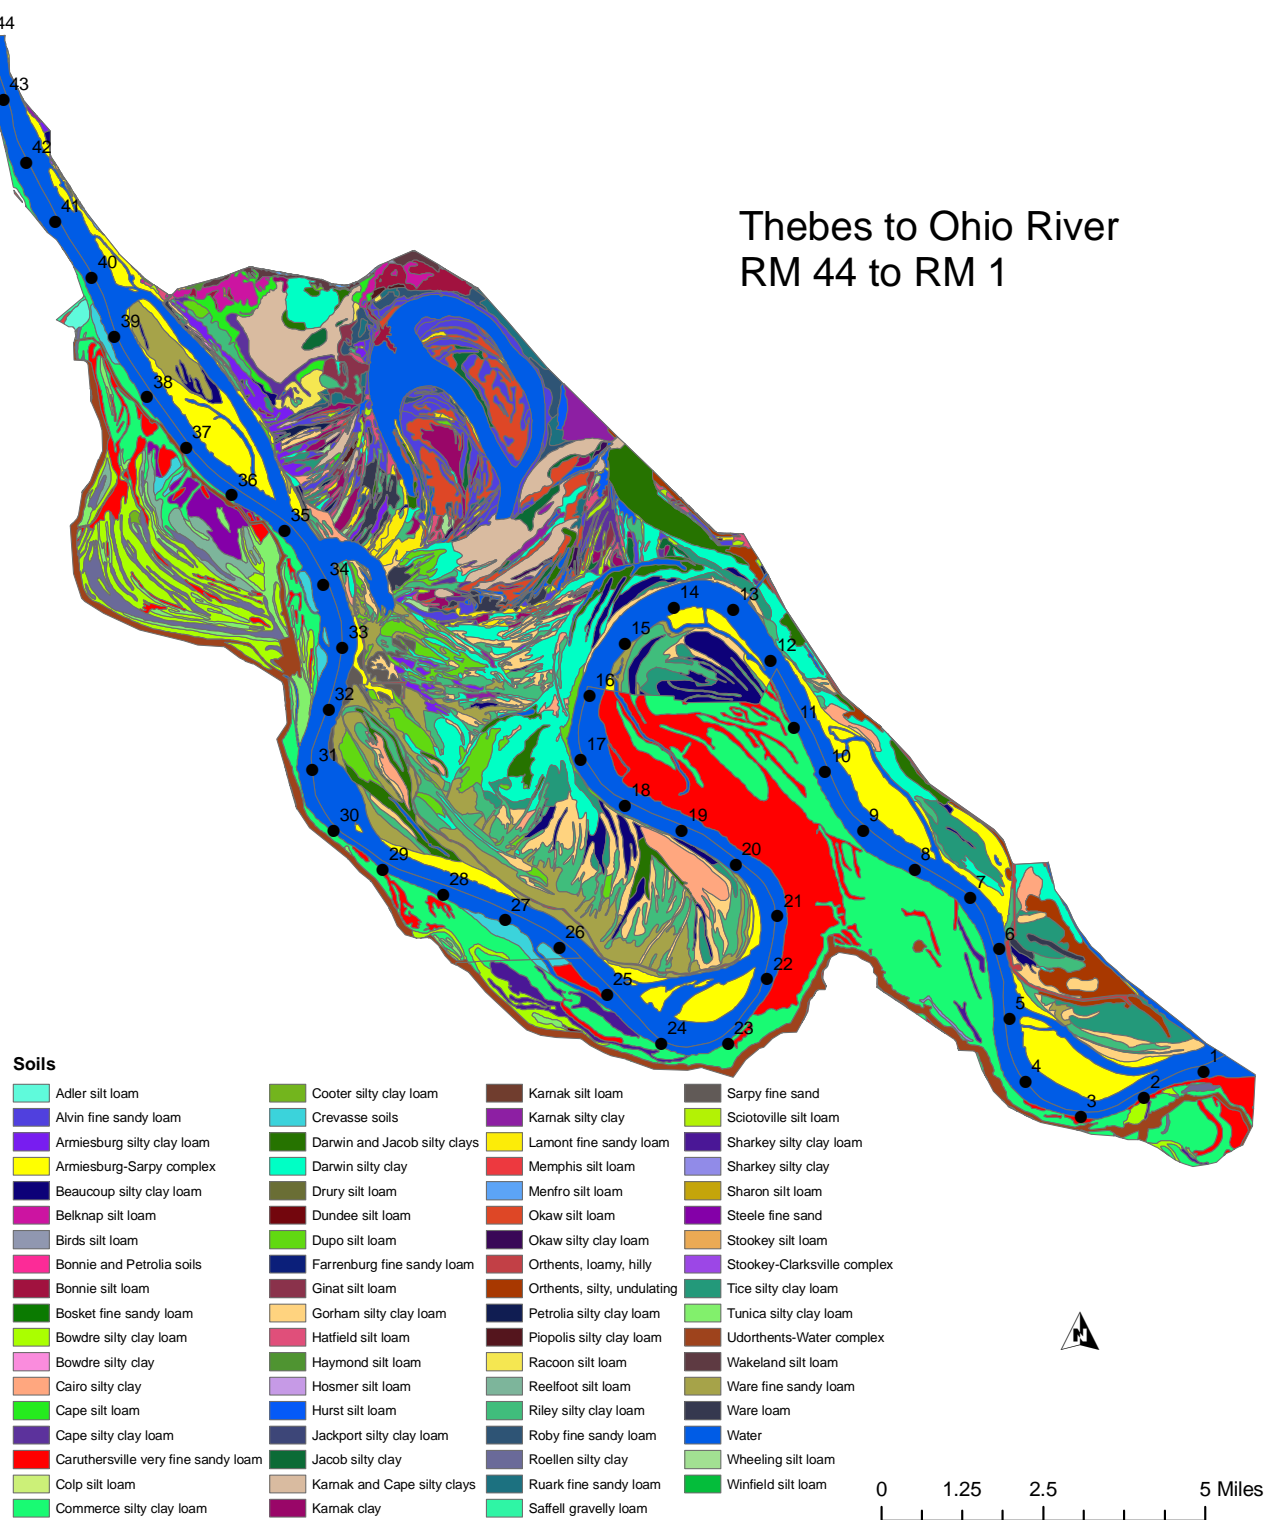 44
43
42
41
40
39
38
37
36
35
34
33
32
31
30
29
28
27
26
25
24
23
22
21
20
19
18
17
16
15
14
13
12
11
10
9
8
7
6
5
4
3
2
1
Thebes to Ohio River
RM 44 to RM 1
Soils
Adler silt loam
Alvin fine sandy loam
Armiesburg silty clay loam
Armiesburg-Sarpy complex
Beaucoup silty clay loam
Belknap silt loam
Birds silt loam
Bonnie and Petrolia soils
Bonnie silt loam
Bosket fine sandy loam
Bowdre silty clay loam
Bowdre silty clay
Cairo silty clay
Cape silt loam
Cape silty clay loam
Caruthersville very fine sandy loam
Colp silt loam
Commerce silty clay loam
Cooter silty clay loam
Crevasse soils
Darwin and Jacob silty clays
Darwin silty clay
Drury silt loam
Dundee silt loam
Dupo silt loam
Farrenburg fine sandy loam
Ginat silt loam
Gorham silty clay loam
Hatfield silt loam
Haymond silt loam
Hosmer silt loam
Hurst silt loam
Jackport silty clay loam
Jacob silty clay
Karnak and Cape silty clays
Karnak clay
Karnak silt loam
Karnak silty clay
Lamont fine sandy loam
Memphis silt loam
Menfro silt loam
Okaw silt loam
Okaw silty clay loam
Orthents, loamy, hilly
Orthents, silty, undulating
Petrolia silty clay loam
Piopolis silty clay loam
Racoon silt loam
Reelfoot silt loam
Riley silty clay loam
Roby fine sandy loam
Roellen silty clay
Ruark fine sandy loam
Saffell gravelly loam
Sarpy fine sand
Sciotoville silt loam
Sharkey silty clay loam
Sharkey silty clay
Sharon silt loam
Steele fine sand
Stookey silt loam
Stookey-Clarksville complex
Tice silty clay loam
Tunica silty clay loam
Udorthents-Water complex
Wakeland silt loam
Ware fine sandy loam
Ware loam
Water
Wheeling silt loam
Winfield silt loam
N
0 1.25 2.5 5 Miles